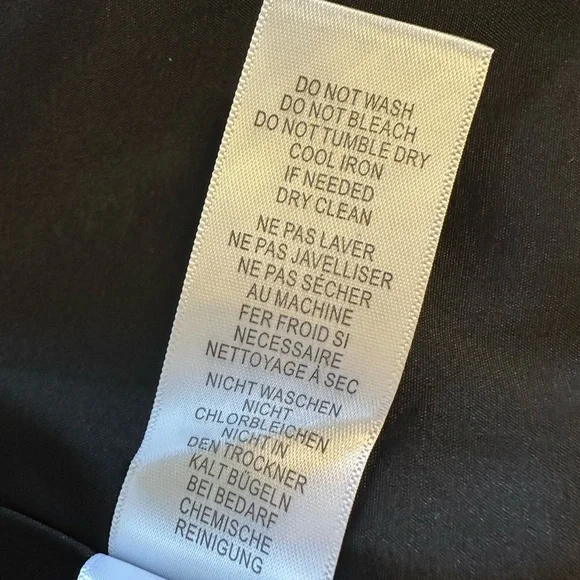 DO NOT WASH
DO NOT BLEACH
DO NOT TUMBLE DRY
COOL IRON
IF NEEDED
DRY CLEAN
NE PAS LAVER
NE PAS JAVELLISER
NE PAS SÉCHER
AU MACHINE
FER FROID SI
NECESSAIRE
NETTOYAGE À SEC
NICHT WASCHEN
NICHT
CHLORBLEICHEN
NICHT IN
DEN TROCKNER
KALT BÜGELN
BEI BEDARF
CHEMISCHE
REINIGUNG